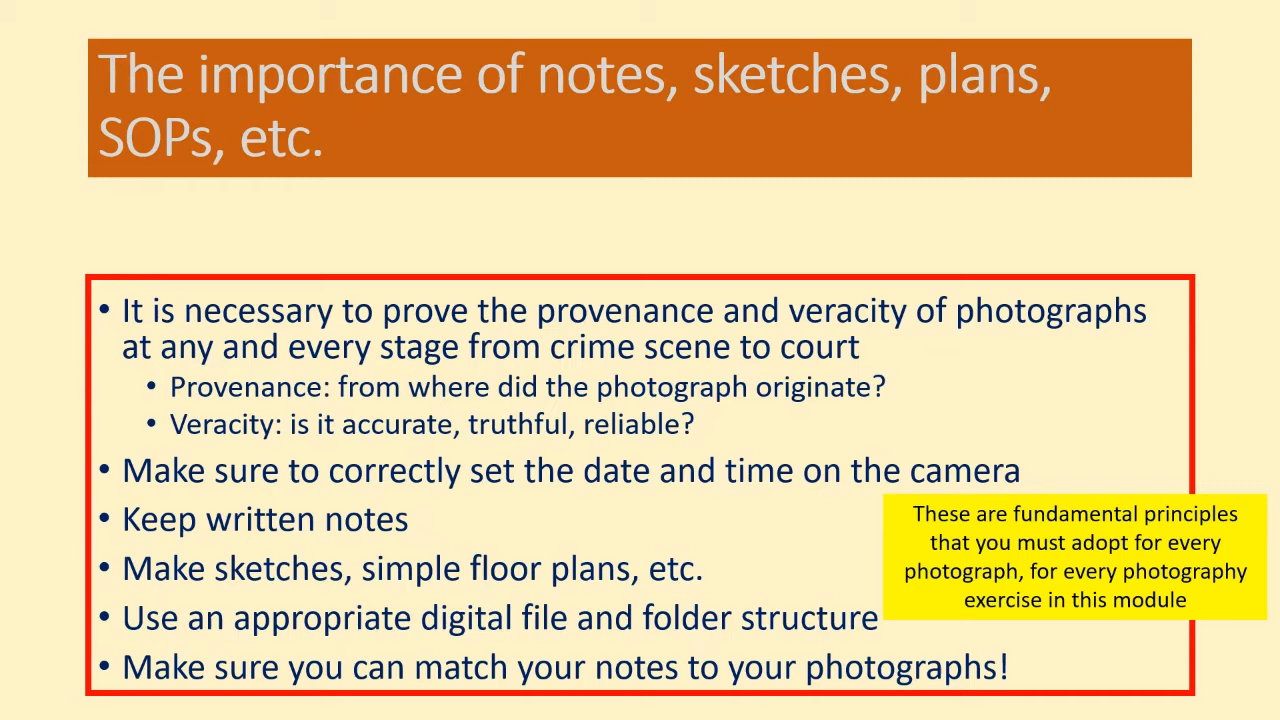 The importance of notes, sketches, plans,
SOPs, etc.
• It is necessary to prove the provenance and veracity of photographs
at any and every stage from crime scene to court
• Provenance: from where did the photograph originate?
• Veracity: is it accurate, truthful, reliable?
• Make sure to correctly set the date and time on the camera
• Keep written notes
• Make sketches, simple floor plans, etc.
• Use an appropriate digital file and folder structure
• Make sure you can match your notes to your photographs!
These are fundamental principles
that you must adopt for every
photograph, for every photography
exercise in this module